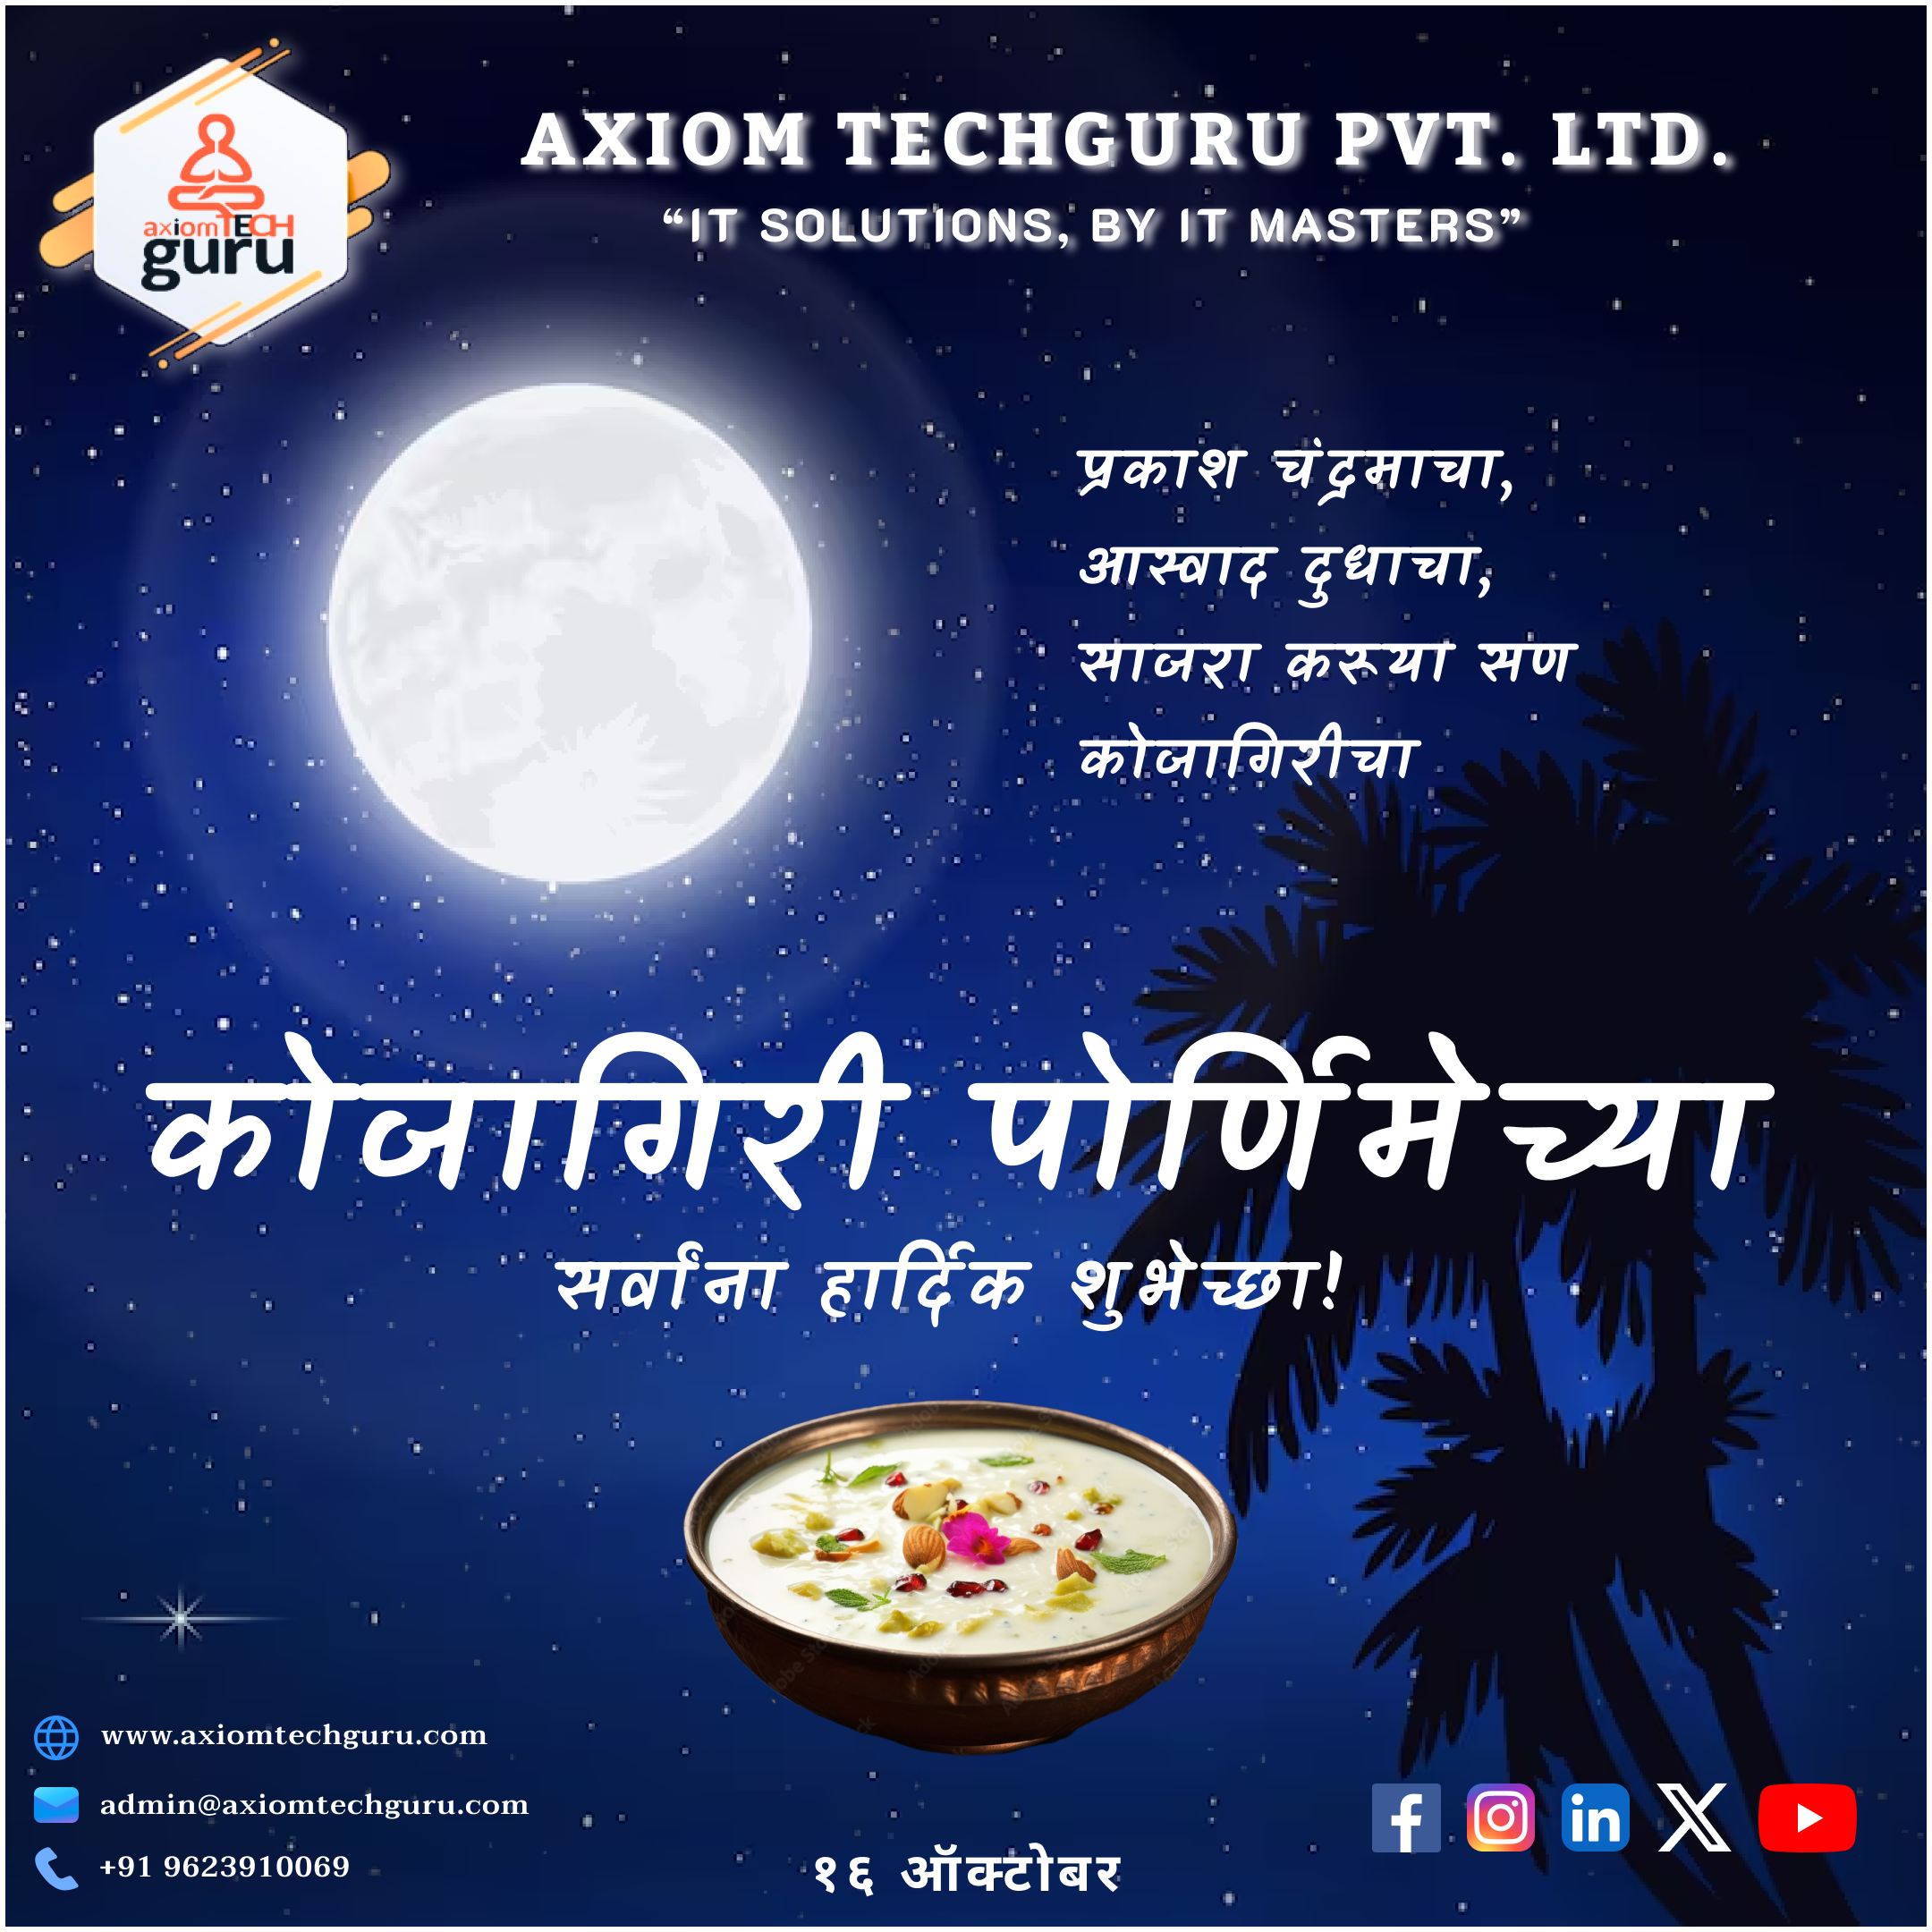 axiomTECH
guru
AXIOM TECHGURU PVT. LTD.
“IT SOLUTIONS, BY IT MASTERS”
प्रकाश चंद्रमाचा,
आस्वाद दुधाचा,
साजरा करूया सण
कोजागिरीचा
कोजागिरी पोर्णिमेच्या
सर्वांना हार्दिक शुभेच्छा!
www.axiomtechguru.com
admin@axiomtechguru.com
+91 9623910069
१६ ऑक्टोबर